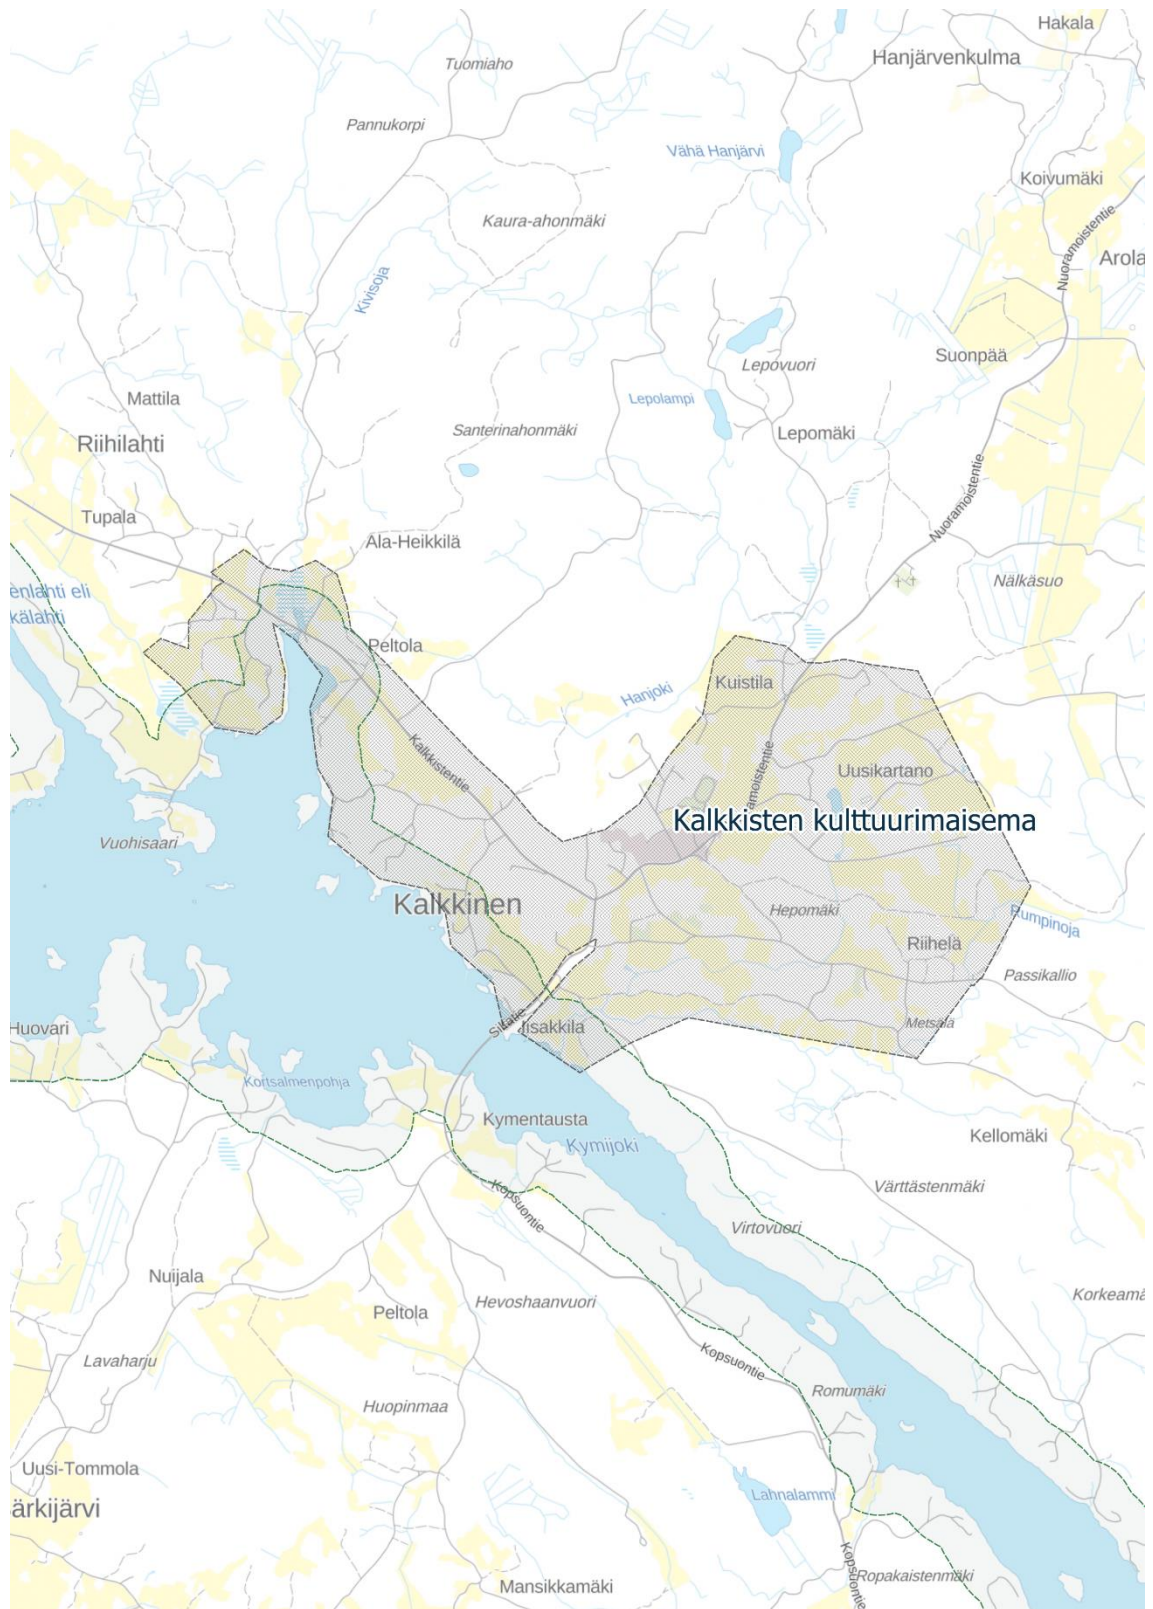 Hakala
Hanjärvenkulma
Tuomiaho
Pannukorpi
Vähä Hanjärvi
Koivumäki
Kaura-ahonmäki
Nuoramoistentie
Arola
Kivisoja
Suonpää
Lepovuori
Mattila
Lepolampi
Riihilahti
Santerinahonmäki
Lepomäki
Nuoramoistentie
Tupala
Ala-Heikkilä
Nälkäsuo
enlahti eli
kälahti
Peltola
Kuistila
Hanjoki
Kalkkistentie
amoistentie
Uusikartano
Kalkkisten kulttuurimaisema
Vuohisaari
Kalkkinen
Hepomäki
Rumpinoja
Riihelä
Passikallio
Huovari
Siltatie
Iisakkila
Metsälä
Kortsalmenpohja
Kymentausta
Kymijoki
Kellomäki
Kopsuontie
Värttästenmäki
Virtovuori
Nuijala
Peltola
Hevoshaanvuori
Korkeamä
Lavaharju
Kopsuontie
Romumäki
Huopinmaa
Uusi-Tommola
ärkijärvi
Lahnalammi
Kopsuontie
Ropakaistenmäki
Mansikkamäki